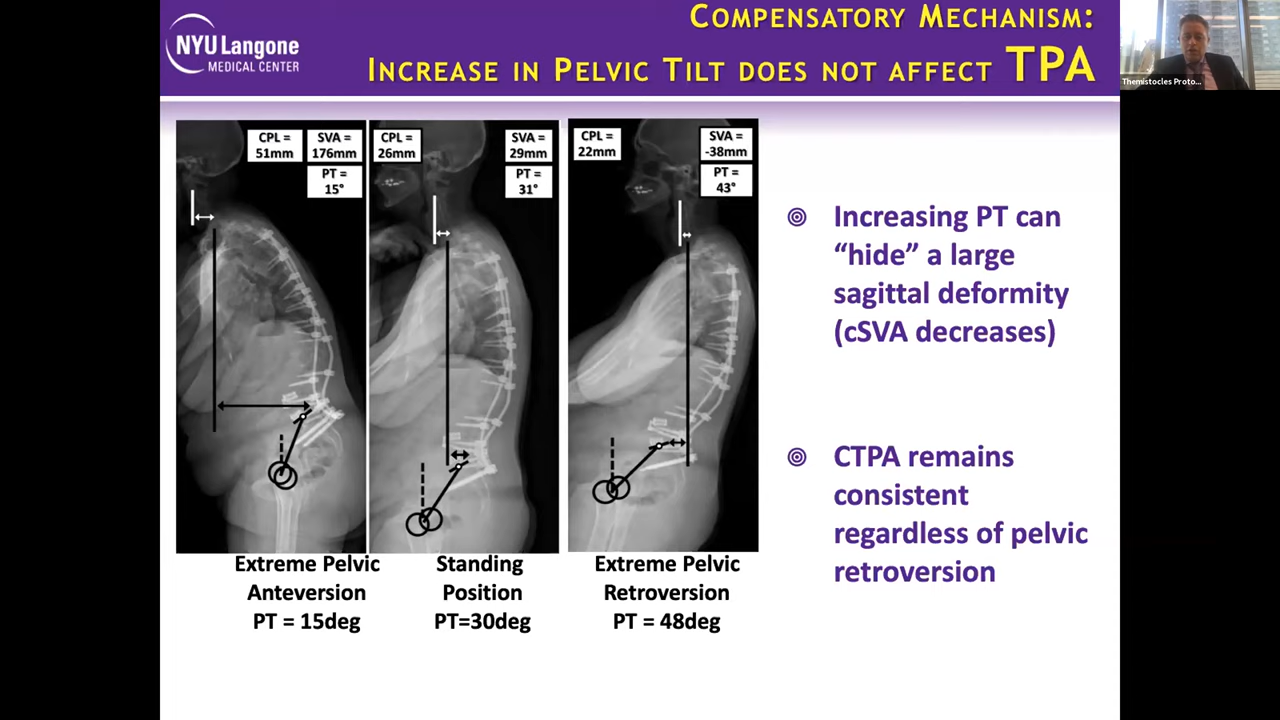 COMPENSATORY MECHANISM:
INCREASE IN PELVIC TILT DOES NOT AFFECT TPA
NYU Langone
MEDICAL CENTER
Themistocles Proto...
CPL =
51mm
SVA =
176mm
PT =
15°
CPL =
26mm
SVA =
29mm
PT =
31°
CPL =
22mm
SVA =
-38mm
PT =
43°
Increasing PT can
“hide” a large
sagittal deformity
(cSVA decreases)
CTPA remains
consistent
regardless of pelvic
retroversion
Extreme Pelvic
Anteversion
PT = 15deg
Standing
Position
PT=30deg
Extreme Pelvic
Retroversion
PT = 48deg